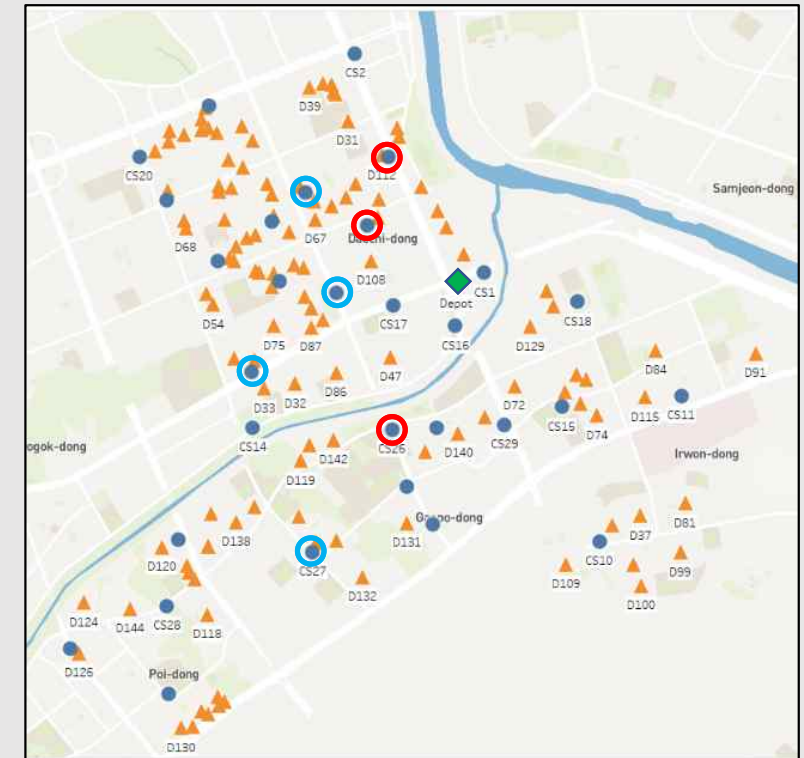 CS2
D39
D31
CS20
D112
Samjeon-dong
D67
D68
Daechi-dong
D108
CS1
Depot
D54
CS17
CS18
D75
D87
CS16
D129
D47
D84
D91
D86
D33
D32
D72
D115
CS11
CS15
D74
CS14
CS26
CS29
ogok-dong
D142
D140
Irwon-dong
D119
D81
D138
D131
D37
D120
CS27
CS10
D99
D132
D109
D100
D124
D144
CS28
D118
D126
Poi-dong
D130